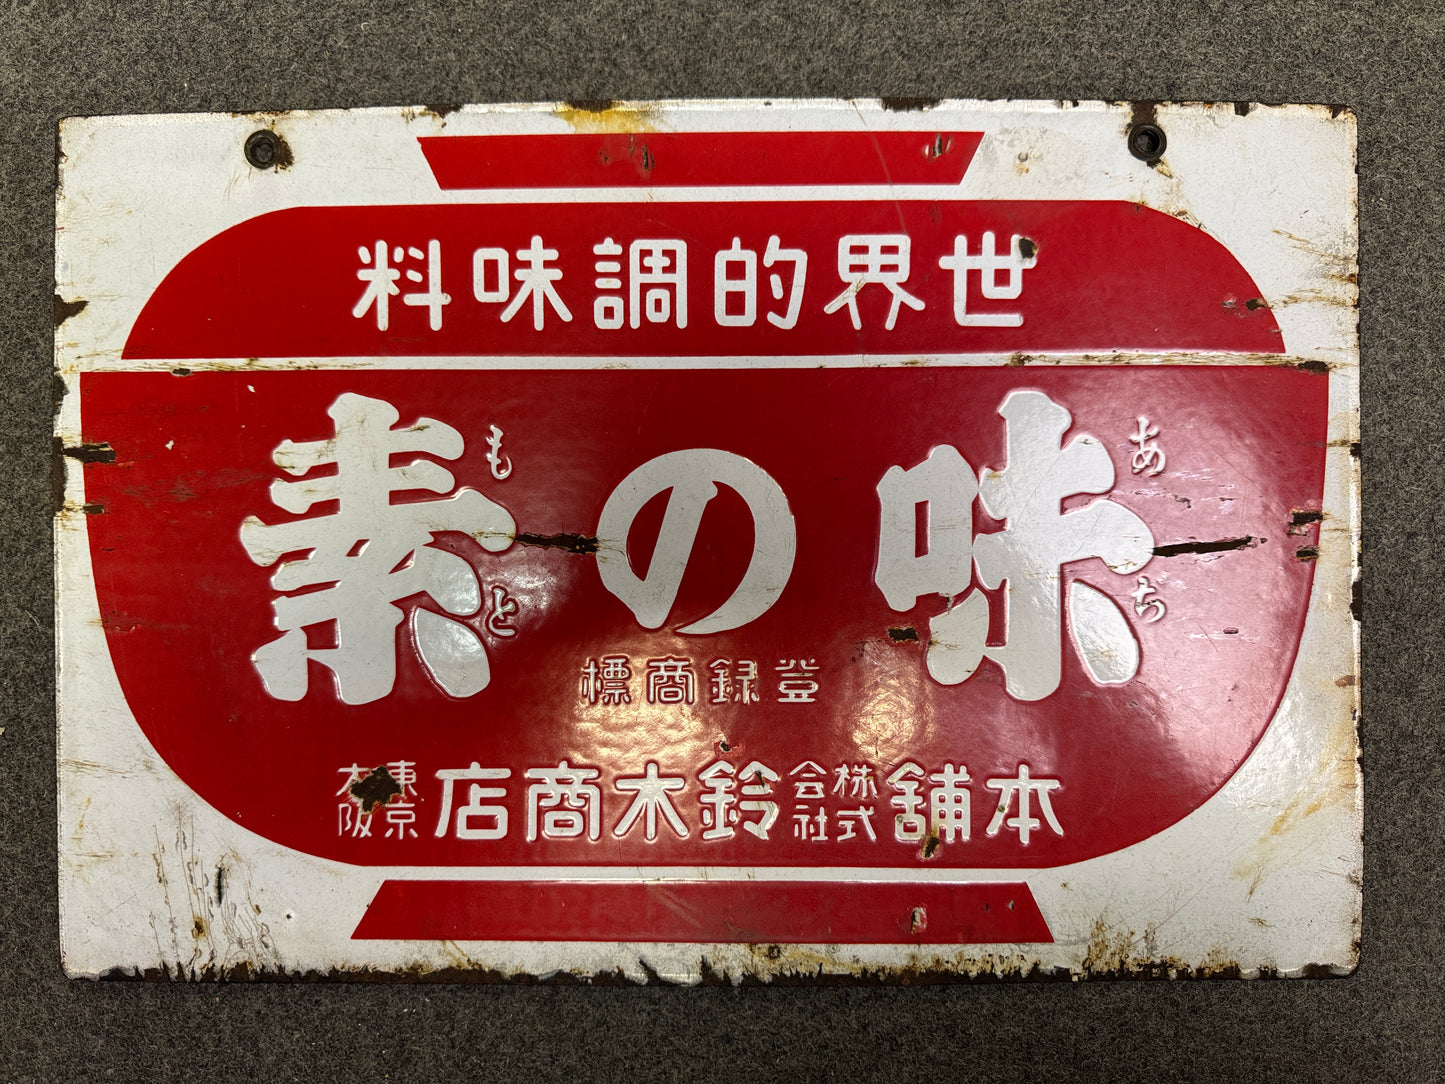 世界的調味料
味の素
あぢ
もと
登録商標
本舗 株式会社 鈴木商店 東京 大阪